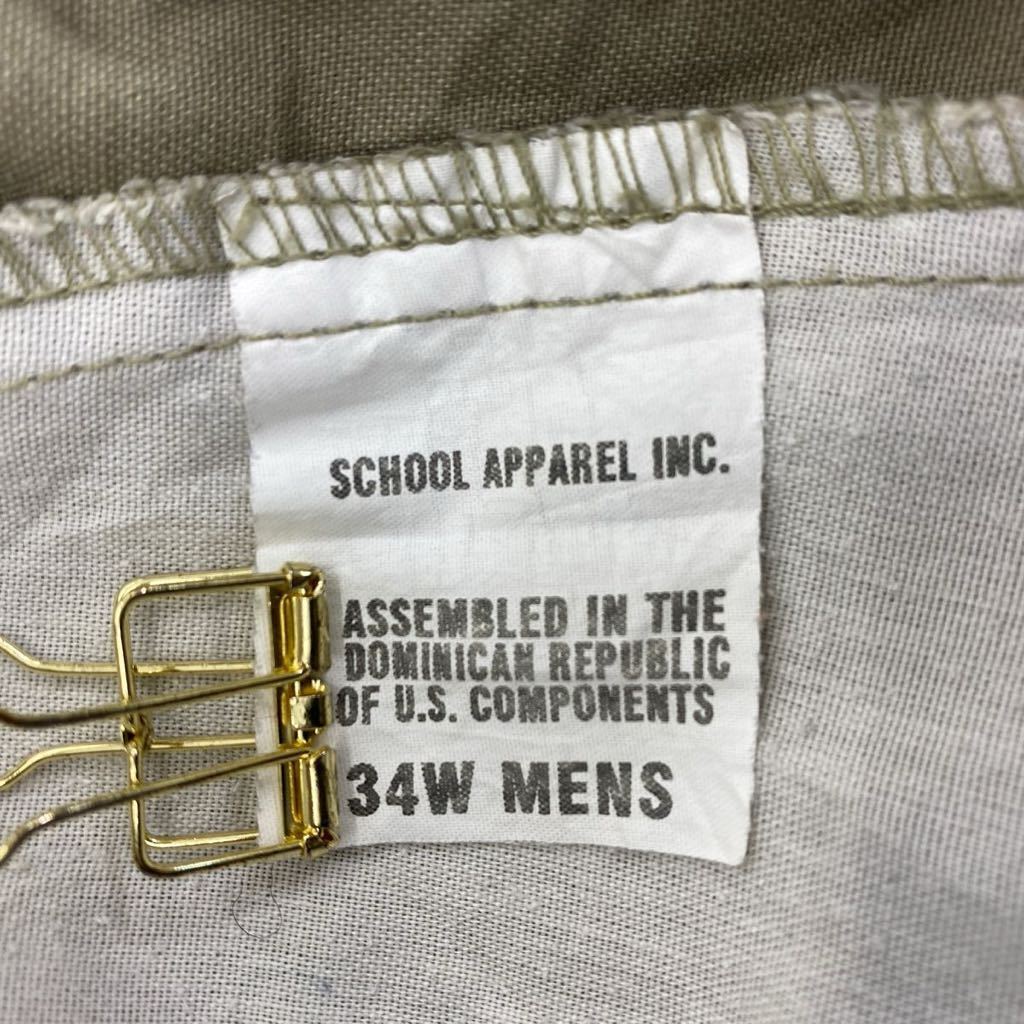 SCHOOL APPAREL INC.
ASSEMBLED IN THE
DOMINICAN REPUBLIC
OF U.S. COMPONENTS
34W MENS